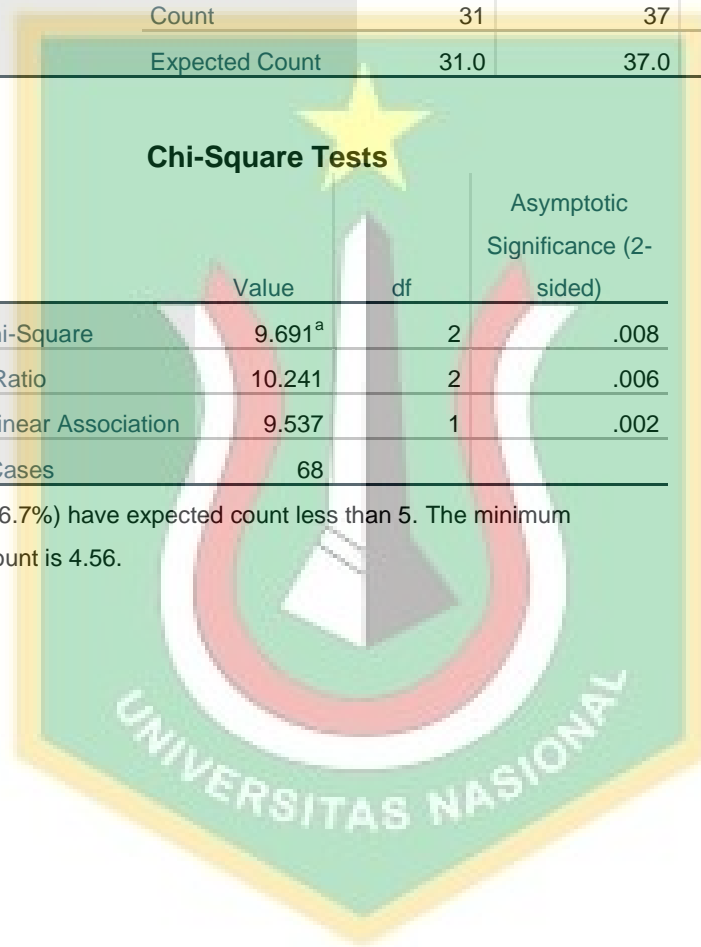 Count 31 37
Expected Count 31.0 37.0
Chi-Square Tests
Asymptotic
Significance (2-
Value df sided)
i-Square 9.691a 2 .008
Ratio 10.241 2 .006
near Association 9.537 1 .002
Cases 68
6.7%) have expected count less than 5. The minimum
unt is 4.56.
UNIVERSITAS NASIONAL